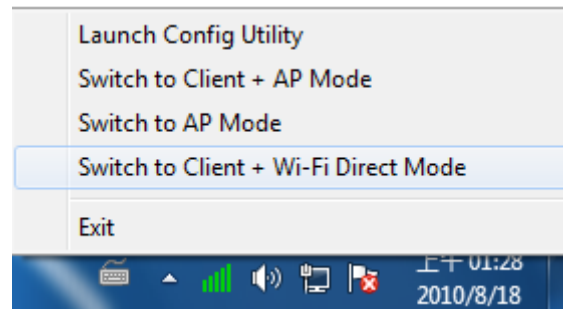 Launch Config Utility
Switch to Client + AP Mode
Switch to AP Mode
Switch to Client + Wi-Fi Direct Mode
Exit
上午 01:28
2010/8/18